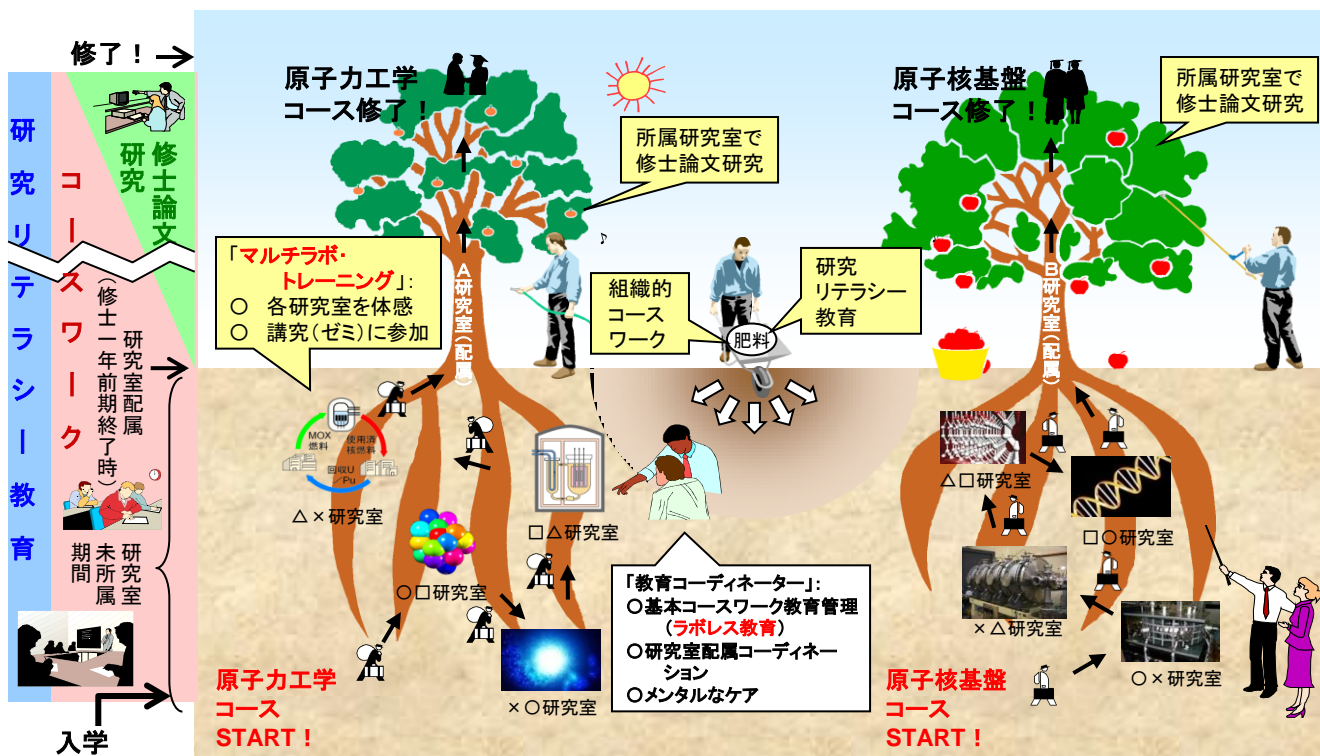 修了！
研究リテラシー教育
コースワーク
修士論文
研究
研究室配属
（修士一年前期終了時）
研究室
未所属
期間
入学
原子力工学
コース修了！
所属研究室で
修士論文研究
「マルチラボ・
トレーニング」：
○ 各研究室を体感
○ 講究（ゼミ）に参加
A研究室（配属）
♪
組織的
コース
ワーク
研究
リテラシー
教育
肥料
MOX
燃料
使用済
核燃料
回収U
／Pu
△×研究室
○□研究室
□△研究室
×○研究室
原子力工学
コース
START！
「教育コーディネーター」：
○基本コースワーク教育管理
（ラボレス教育）
○研究室配属コーディネー
ション
○メンタルなケア
原子核基盤
コース修了！
所属研究室で
修士論文研究
B研究室（配属）
△□研究室
□○研究室
×△研究室
○×研究室
原子核基盤
コース
START！